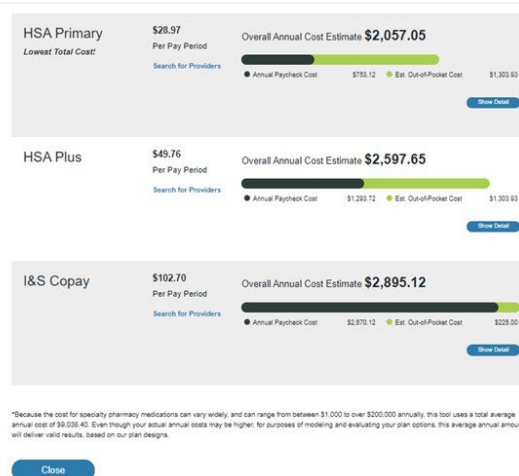 HSA Primary
Lowest Total Cost!
$28.97
Per Pay Period
Search for Providers
Overall Annual Cost Estimate $2,057.05
Annual Paycheck Cost $753.12 Est. Out-of-Pocket Cost $1,303.93
Show Detail
HSA Plus
$49.76
Per Pay Period
Search for Providers
Overall Annual Cost Estimate $2,597.65
Annual Paycheck Cost $1,293.72 Est. Out-of-Pocket Cost $1,303.93
Show Detail
I&S Copay
$102.70
Per Pay Period
Search for Providers
Overall Annual Cost Estimate $2,895.12
Annual Paycheck Cost $2,670.12 Est. Out-of-Pocket Cost $225.00
Show Detail
*Because the cost for specialty pharmacy medications can vary widely, and can range from between $1,000 to over $200,000 annually, this tool uses a total average
annual cost of $9,038.40. Even though your actual annual costs may be higher, for purposes of modeling and evaluating your plan options, this average annual amou
will deliver valid results, based on our plan designs.
Close